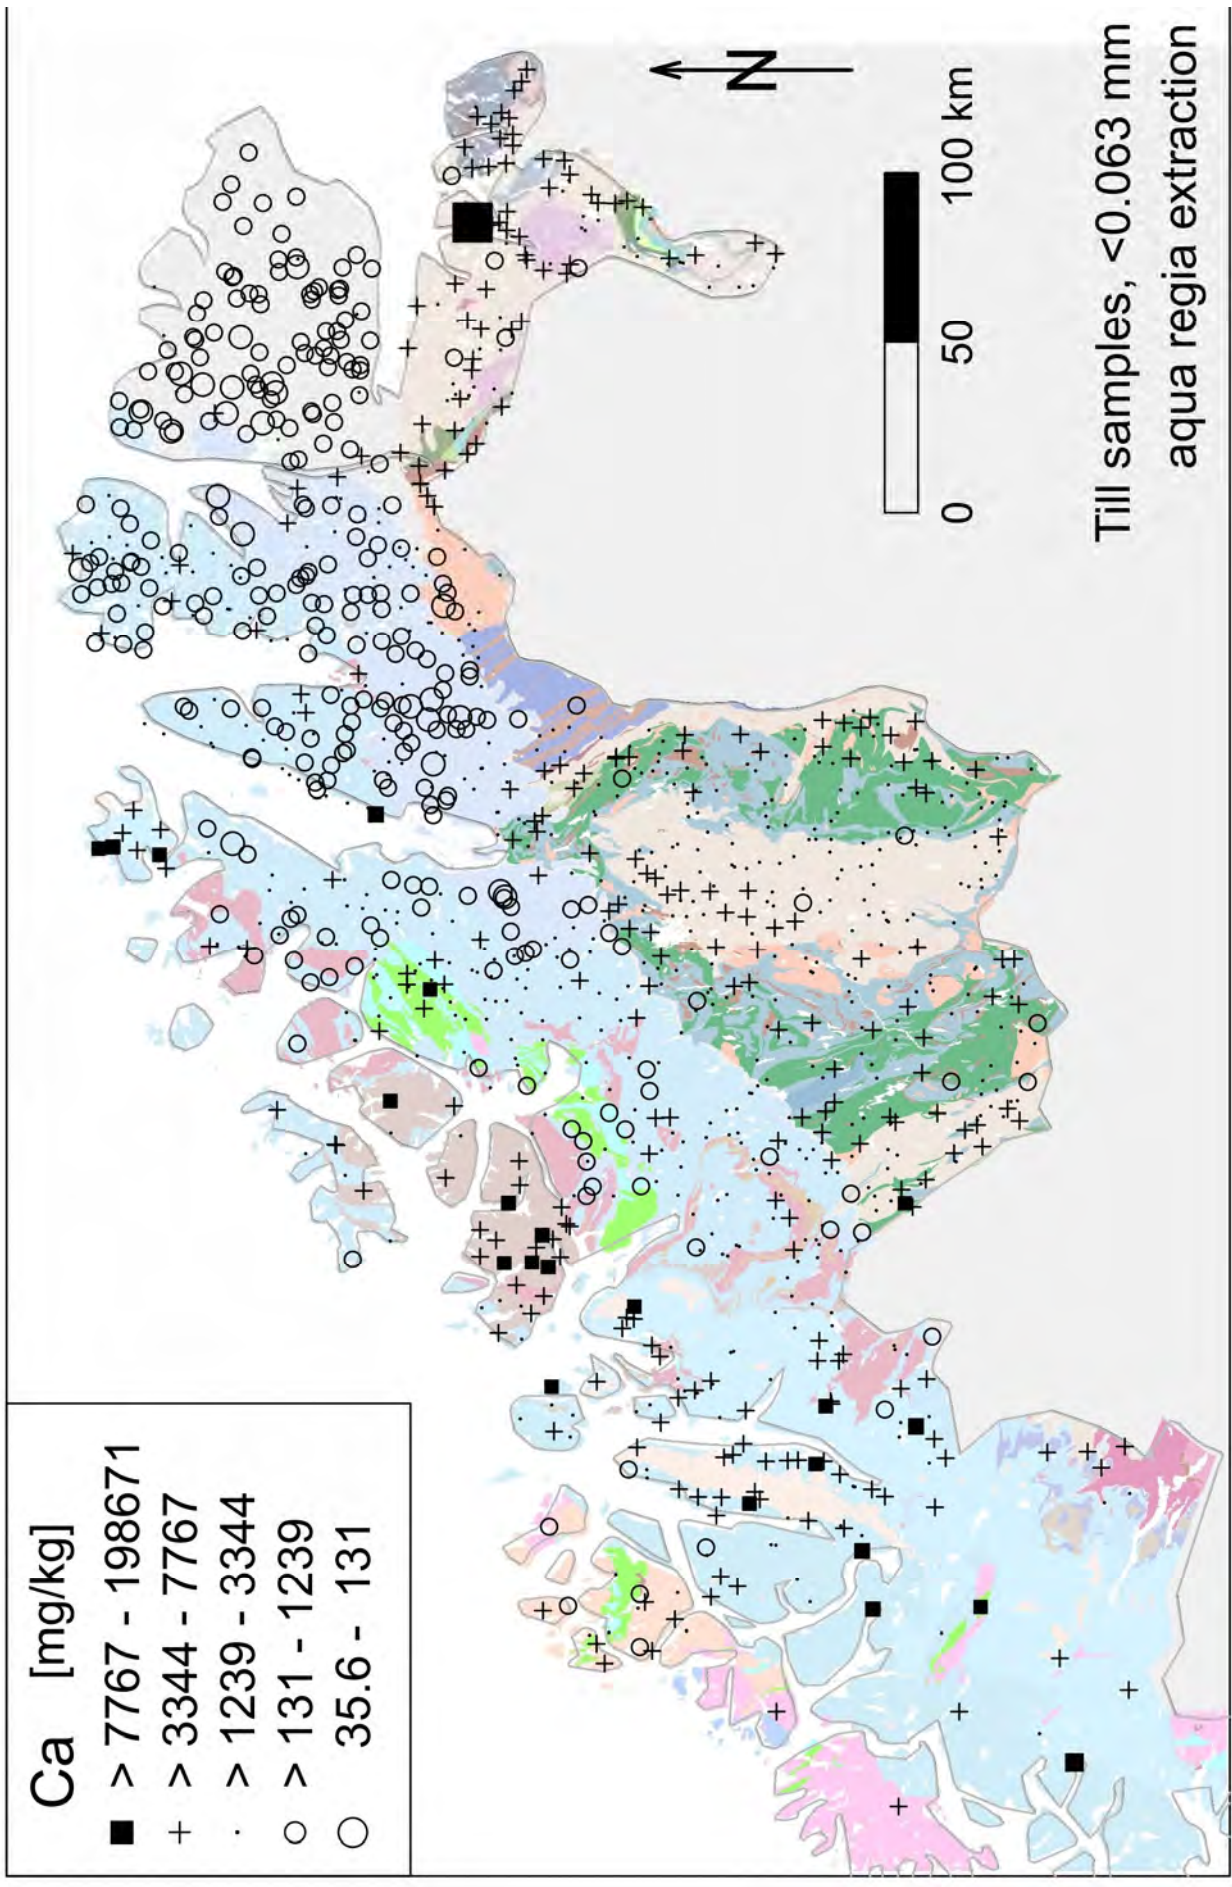 Ca [mg/kg]
> 7767 - 198671
> 3344 - 7767
> 1239 - 3344
> 131 - 1239
35.6 - 131
N
0 50 100 km
Till samples, <0.063 mm
aqua regia extraction